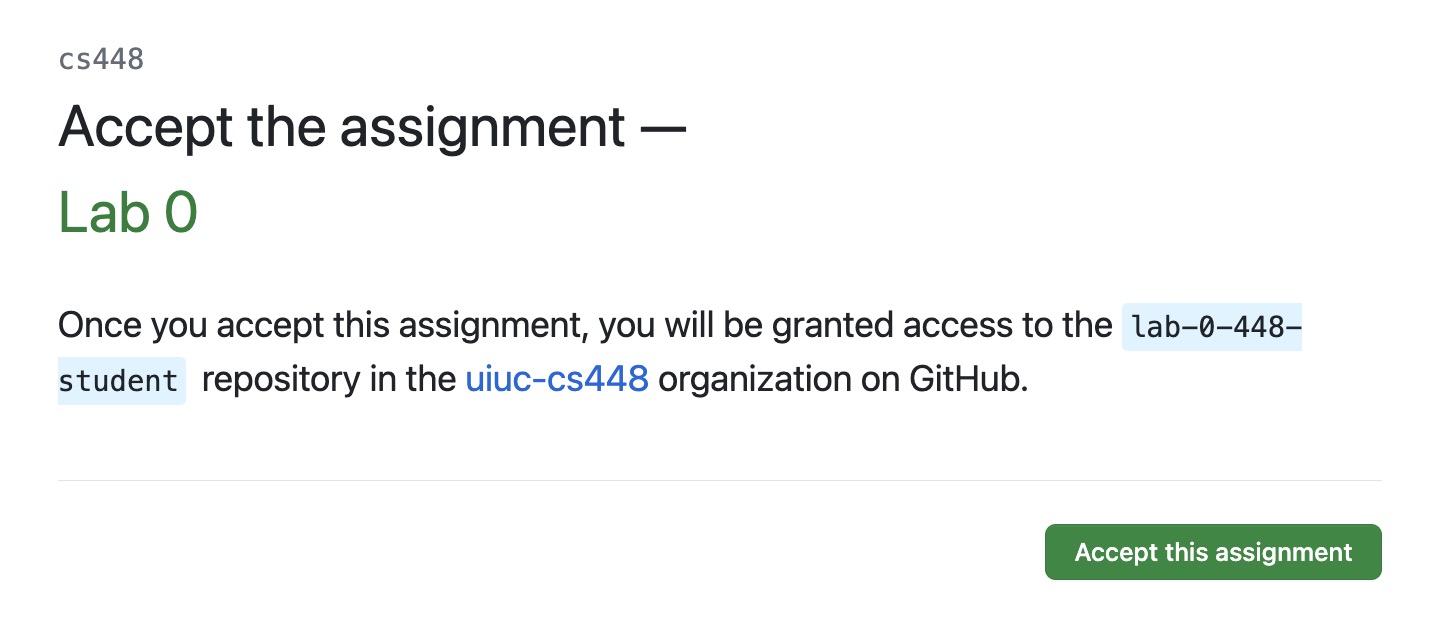 cs448
Accept the assignment —
Lab 0
Once you accept this assignment, you will be granted access to the lab-0-448-
student repository in the uiuc-cs448 organization on GitHub.
Accept this assignment